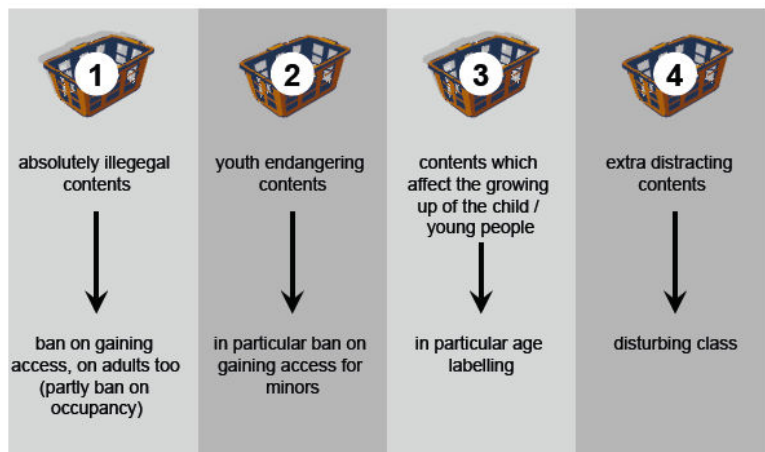 1
absolutely illegegal
contents
ban on gaining
access, on adults too
(partly ban on
occupancy)
2
youth endangering
contents
in particular ban on
gaining access for
minors
3
contents which
affect the growing
up of the child /
young people
in particular age
labelling
4
extra distracting
contents
disturbing class